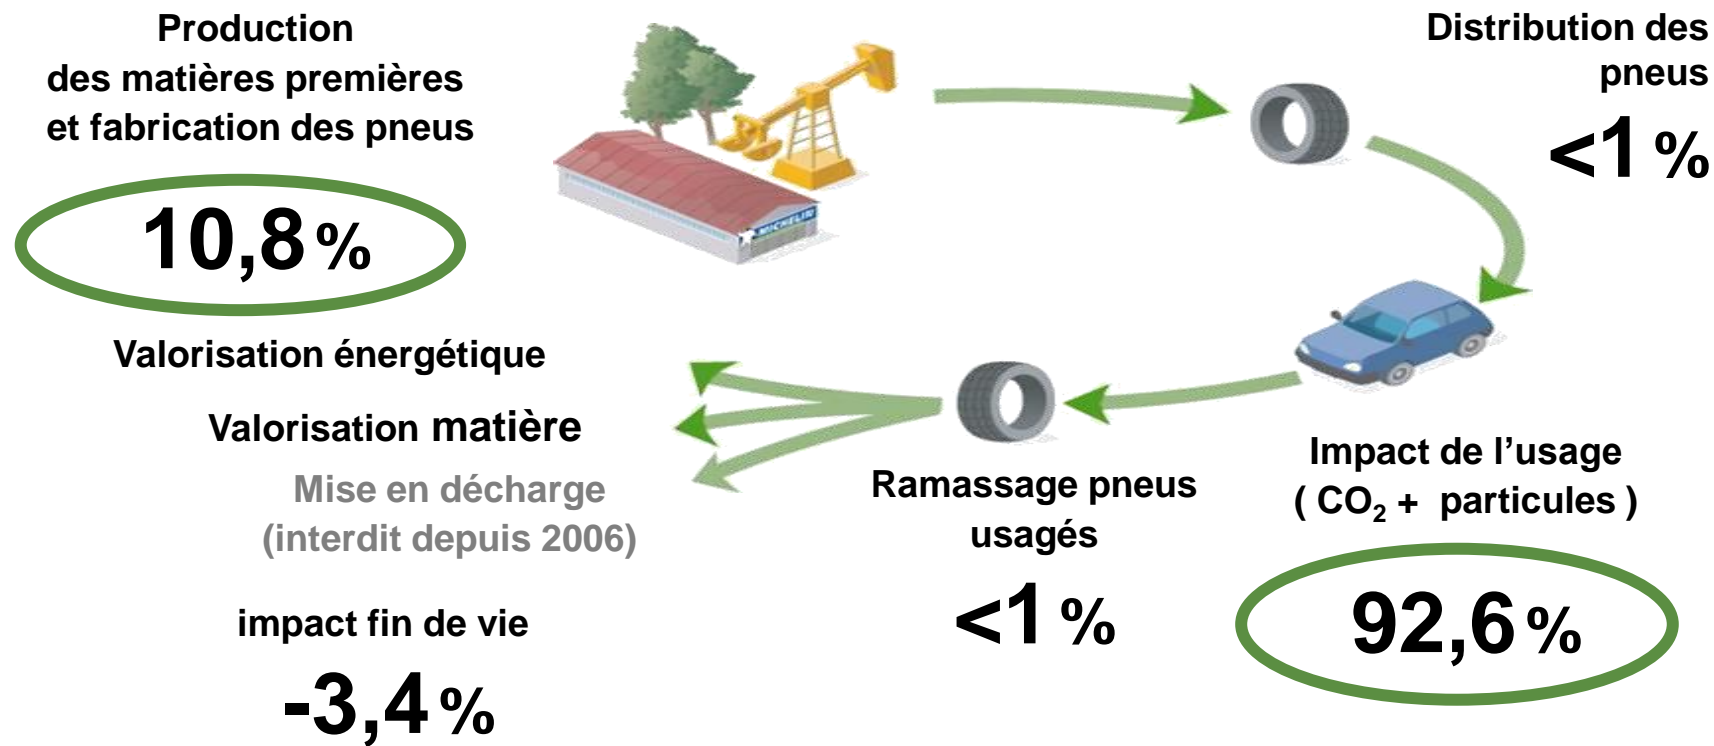 Production
des matières premières
et fabrication des pneus
10,8 %
Distribution des
pneus
<1 %
MICHELIN
Valorisation énergétique
Valorisation matière
Mise en décharge
(interdit depuis 2006)
impact fin de vie
-3,4 %
Ramassage pneus
usagés
<1 %
Impact de l’usage
( CO₂ + particules )
92,6 %